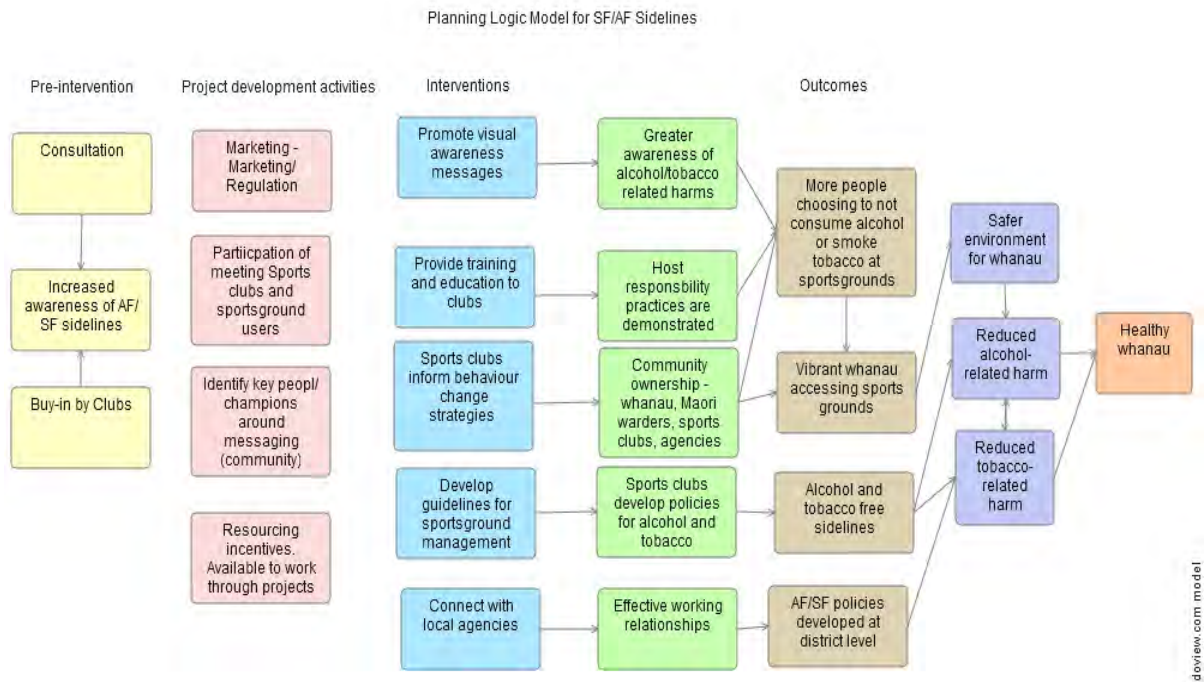 Planning Logic Model for SF/AF Sidelines
Pre-intervention
Project development activities
Interventions
Outcomes
Consultation
Increased
awareness of AF/
SF sidelines
Buy-in by Clubs
Marketing -
Marketing/
Regulation
Partiicpation of
meeting Sports
clubs and
sportsground
users
Identify key peopl/
champions
around
messaging
(community)
Resourcing
incentives.
Available to work
through projects
Promote visual
awareness
messages
Provide training
and education to
clubs
Sports clubs
inform behaviour
change
strategies
Develop
guidelines for
sportsground
management
Connect with
local agencies
Greater
awareness of
alcohol/tobacco
related harms
Host
responsbility
practices are
demonstrated
Community
ownership -
whanau, Maori
warders, sports
clubs, agencies
Sports clubs
develop policies
for alcohol and
tobacco
Effective working
relationships
More people
choosing to not
consume alcohol
or smoke
tobacco at
sportsgrounds
Vibrant whanau
accessing sports
grounds
Alcohol and
tobacco free
sidelines
AF/SF policies
developed at
district level
Safer
environment
for whanau
Reduced
alcohol-
related harm
Reduced
tobacco-
related
harm
Healthy
whanau
doview.com model